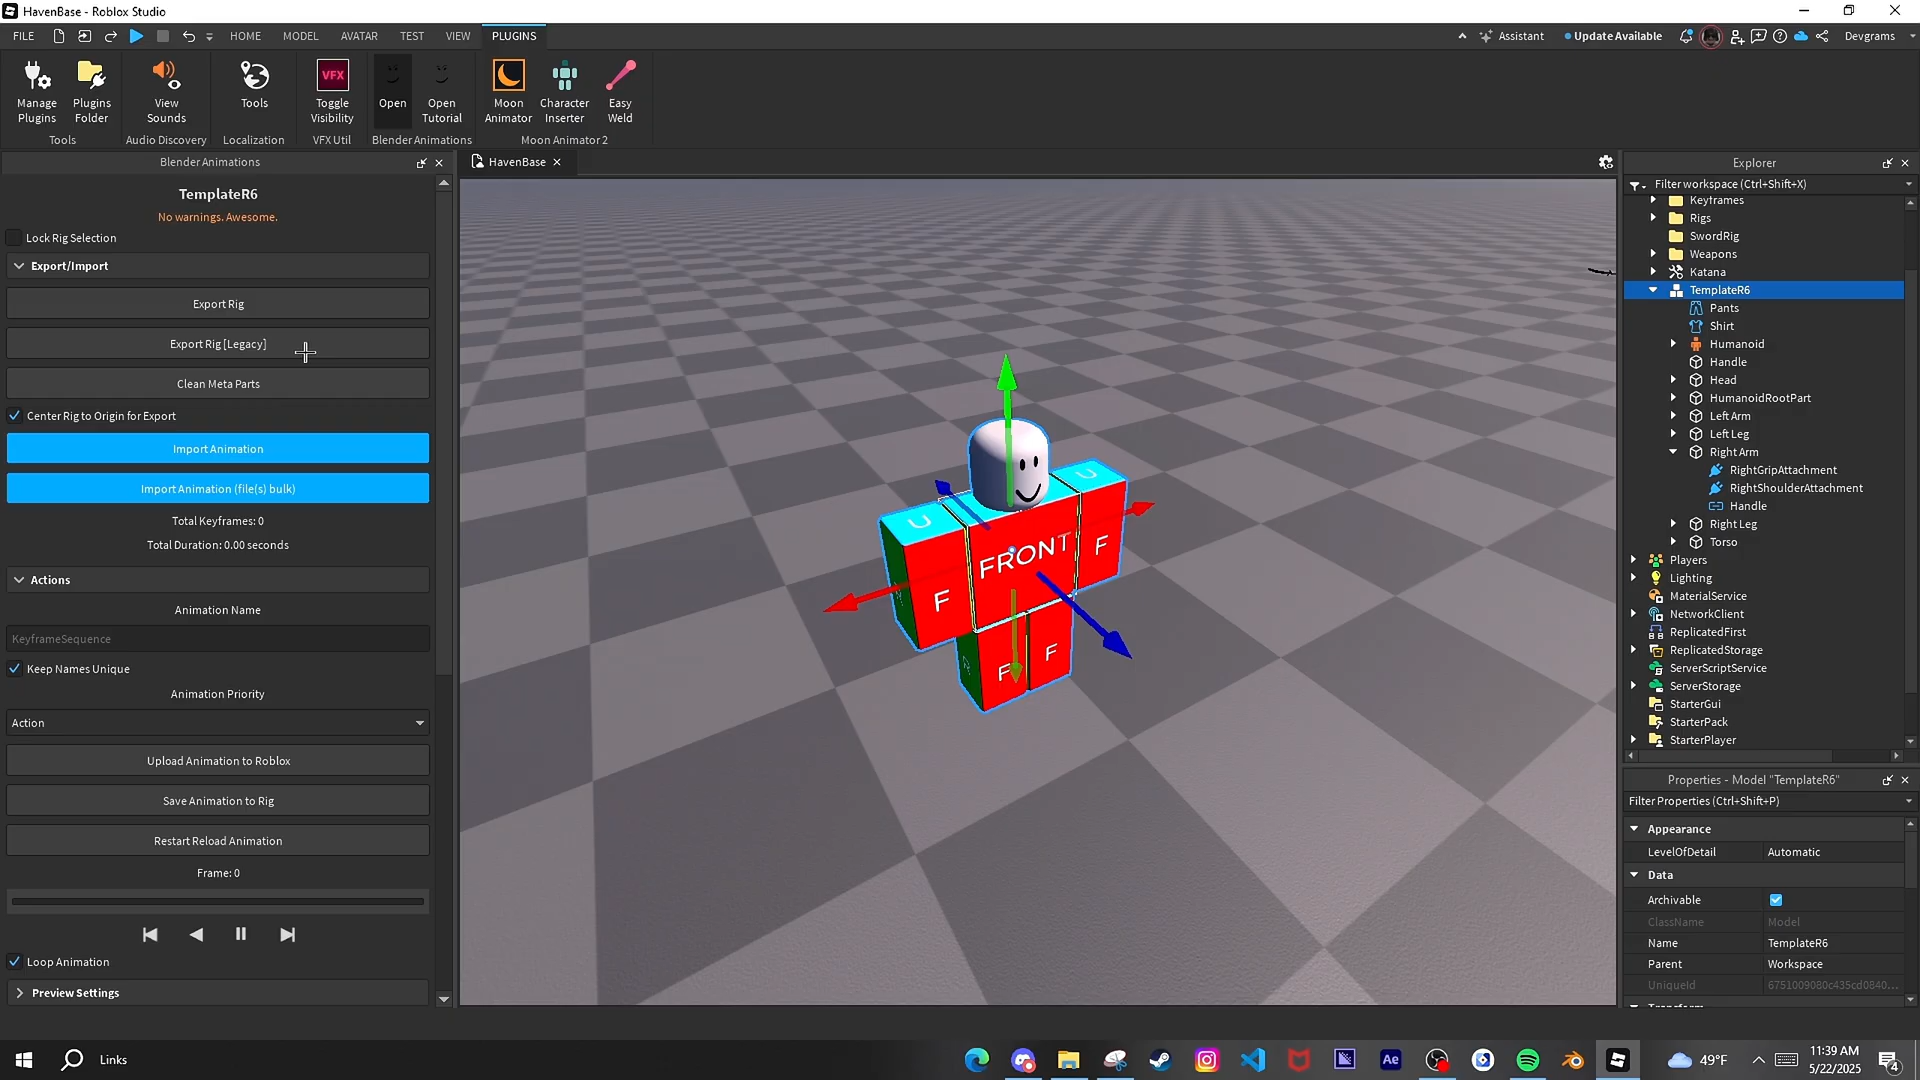 HavenBase - Roblox Studio
FILE HOME MODEL AVATAR TEST VIEW PLUGINS Assistant Update Available Devgrams
Manage Plugins
Plugins Folder
Tools
View Sounds
Audio Discovery
Tools
Localization
VFX
Toggle Visibility
VFX Util
Open
Open Tutorial
Blender Animations
Moon Animator
Character Inserter
Easy Weld
Moon Animator 2
Blender Animations
TemplateR6
No warnings. Awesome.
Lock Rig Selection
Export/Import
Export Rig
Export Rig [Legacy]
Clean Meta Parts
Center Rig to Origin for Export
Import Animation
Import Animation (file(s) bulk)
Total Keyframes: 0
Total Duration: 0.00 seconds
Actions
Animation Name
KeyframeSequence
Keep Names Unique
Animation Priority
Action
Upload Animation to Roblox
Save Animation to Rig
Restart Reload Animation
Frame: 0
Loop Animation
Preview Settings
HavenBase
U
U
FRONT
F
F
F
F
R
R
Explorer
Filter workspace (Ctrl+Shift+X)
Keyframes
Rigs
SwordRig
Weapons
Katana
TemplateR6
Pants
Shirt
Humanoid
Handle
Head
HumanoidRootPart
Left Arm
Left Leg
Right Arm
RightGripAttachment
RightShoulderAttachment
Handle
Right Leg
Torso
Players
Lighting
MaterialService
NetworkClient
ReplicatedFirst
ReplicatedStorage
ServerScriptService
ServerStorage
StarterGui
StarterPack
StarterPlayer
Properties - Model "TemplateR6"
Filter Properties (Ctrl+Shift+P)
Appearance
LevelOfDetail Automatic
Data
Archivable
ClassName Model
Name TemplateR6
Parent Workspace
UniqueId 6751009080c435cd0840...
Links
Ae
49°F
11:39 AM
5/22/2025
4